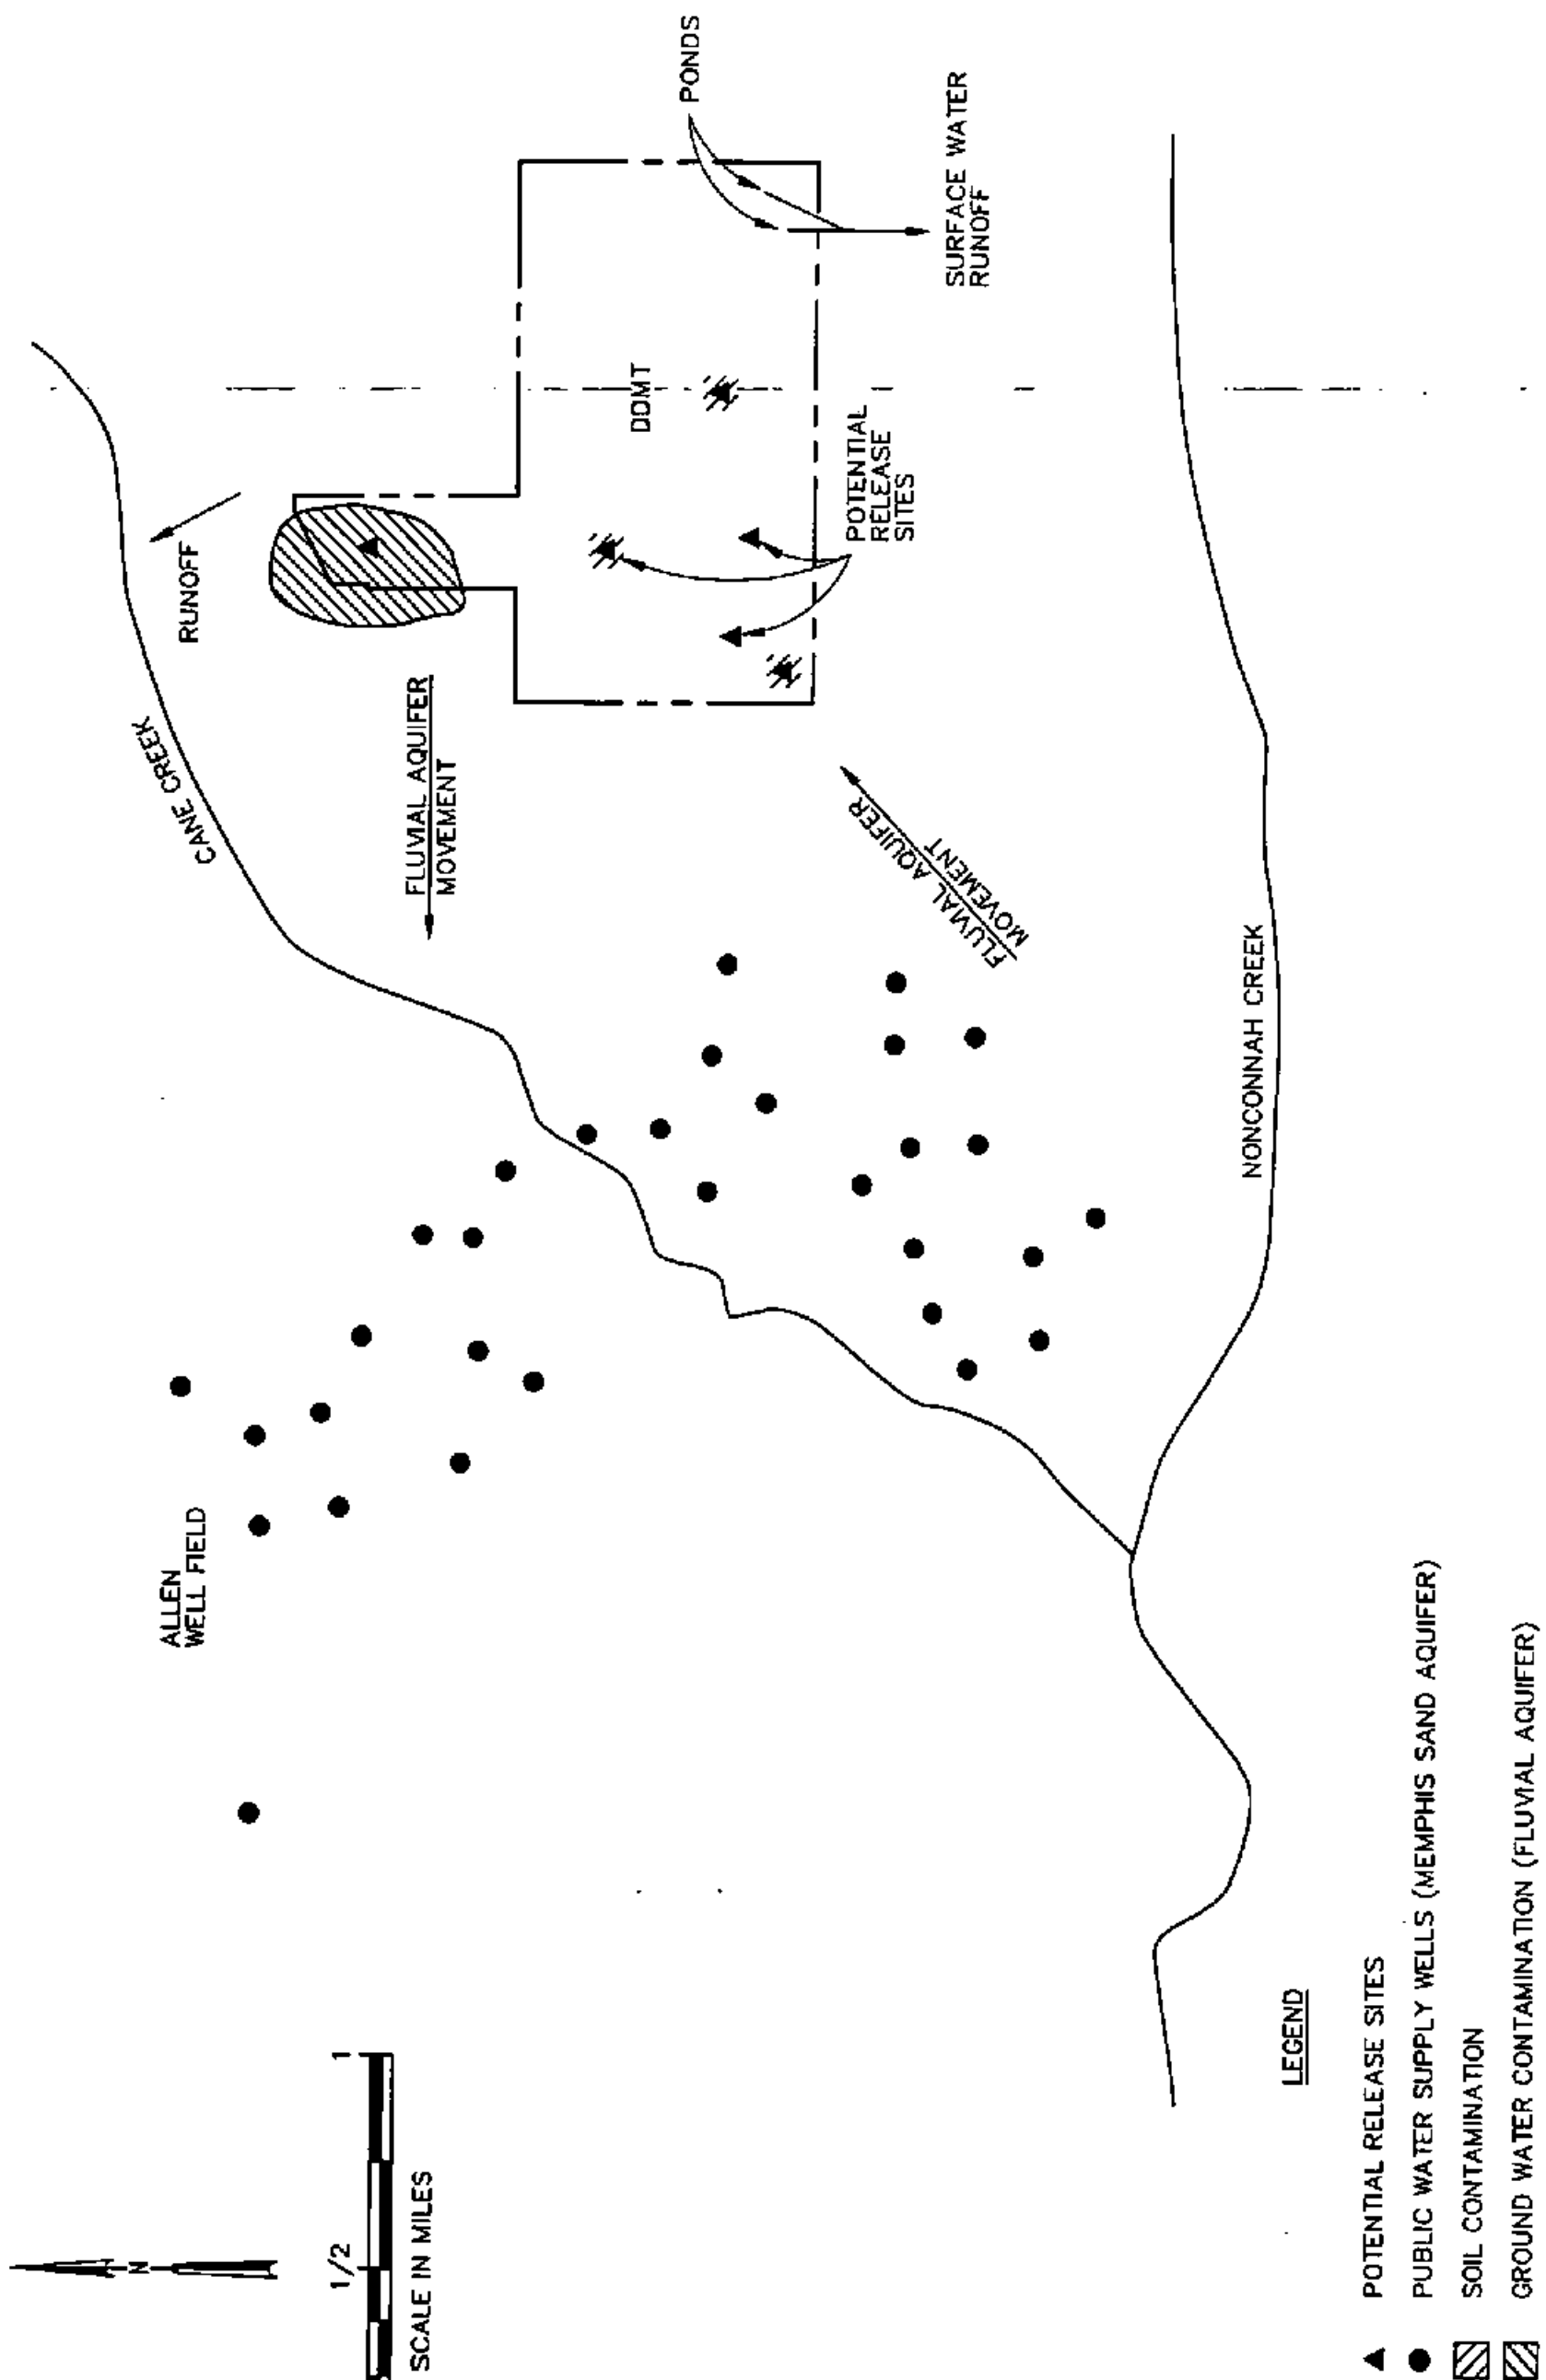 N
1/2
1
SCALE IN MILES
ALLEN
WELL FIELD
CANE CREEK
RUNOFF
FLUVIAL AQUIFER
MOVEMENT
DDMT
PONDS
POTENTIAL
RELEASE
SITES
SURFACE WATER
RUNOFF
FLUVIAL AQUIFER
MOVEMENT
NONCONNAH CREEK
LEGEND
POTENTIAL RELEASE SITES
PUBLIC WATER SUPPLY WELLS (MEMPHIS SAND AQUIFER)
SOIL CONTAMINATION
GROUND WATER CONTAMINATION (FLUVIAL AQUIFER)